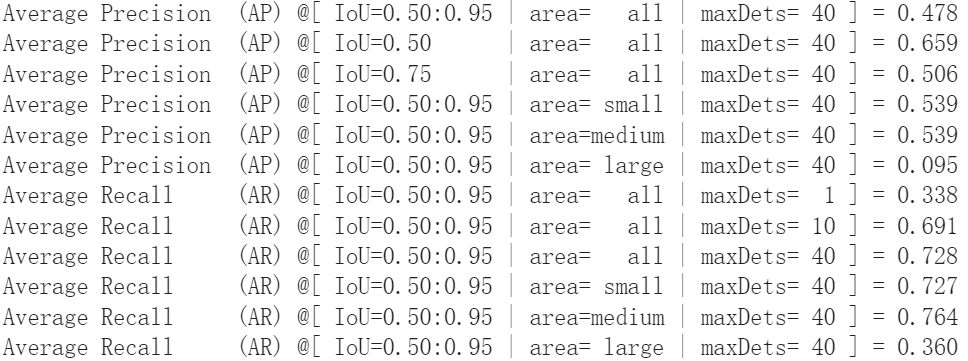 Average Precision  (AP) @[ IoU=0.50:0.95 | area=   all | maxDets= 40 ] = 0.478
Average Precision  (AP) @[ IoU=0.50      | area=   all | maxDets= 40 ] = 0.659
Average Precision  (AP) @[ IoU=0.75      | area=   all | maxDets= 40 ] = 0.506
Average Precision  (AP) @[ IoU=0.50:0.95 | area= small | maxDets= 40 ] = 0.539
Average Precision  (AP) @[ IoU=0.50:0.95 | area=medium | maxDets= 40 ] = 0.539
Average Precision  (AP) @[ IoU=0.50:0.95 | area= large | maxDets= 40 ] = 0.095
Average Recall     (AR) @[ IoU=0.50:0.95 | area=   all | maxDets=  1 ] = 0.338
Average Recall     (AR) @[ IoU=0.50:0.95 | area=   all | maxDets= 10 ] = 0.691
Average Recall     (AR) @[ IoU=0.50:0.95 | area=   all | maxDets= 40 ] = 0.728
Average Recall     (AR) @[ IoU=0.50:0.95 | area= small | maxDets= 40 ] = 0.727
Average Recall     (AR) @[ IoU=0.50:0.95 | area=medium | maxDets= 40 ] = 0.764
Average Recall     (AR) @[ IoU=0.50:0.95 | area= large | maxDets= 40 ] = 0.360